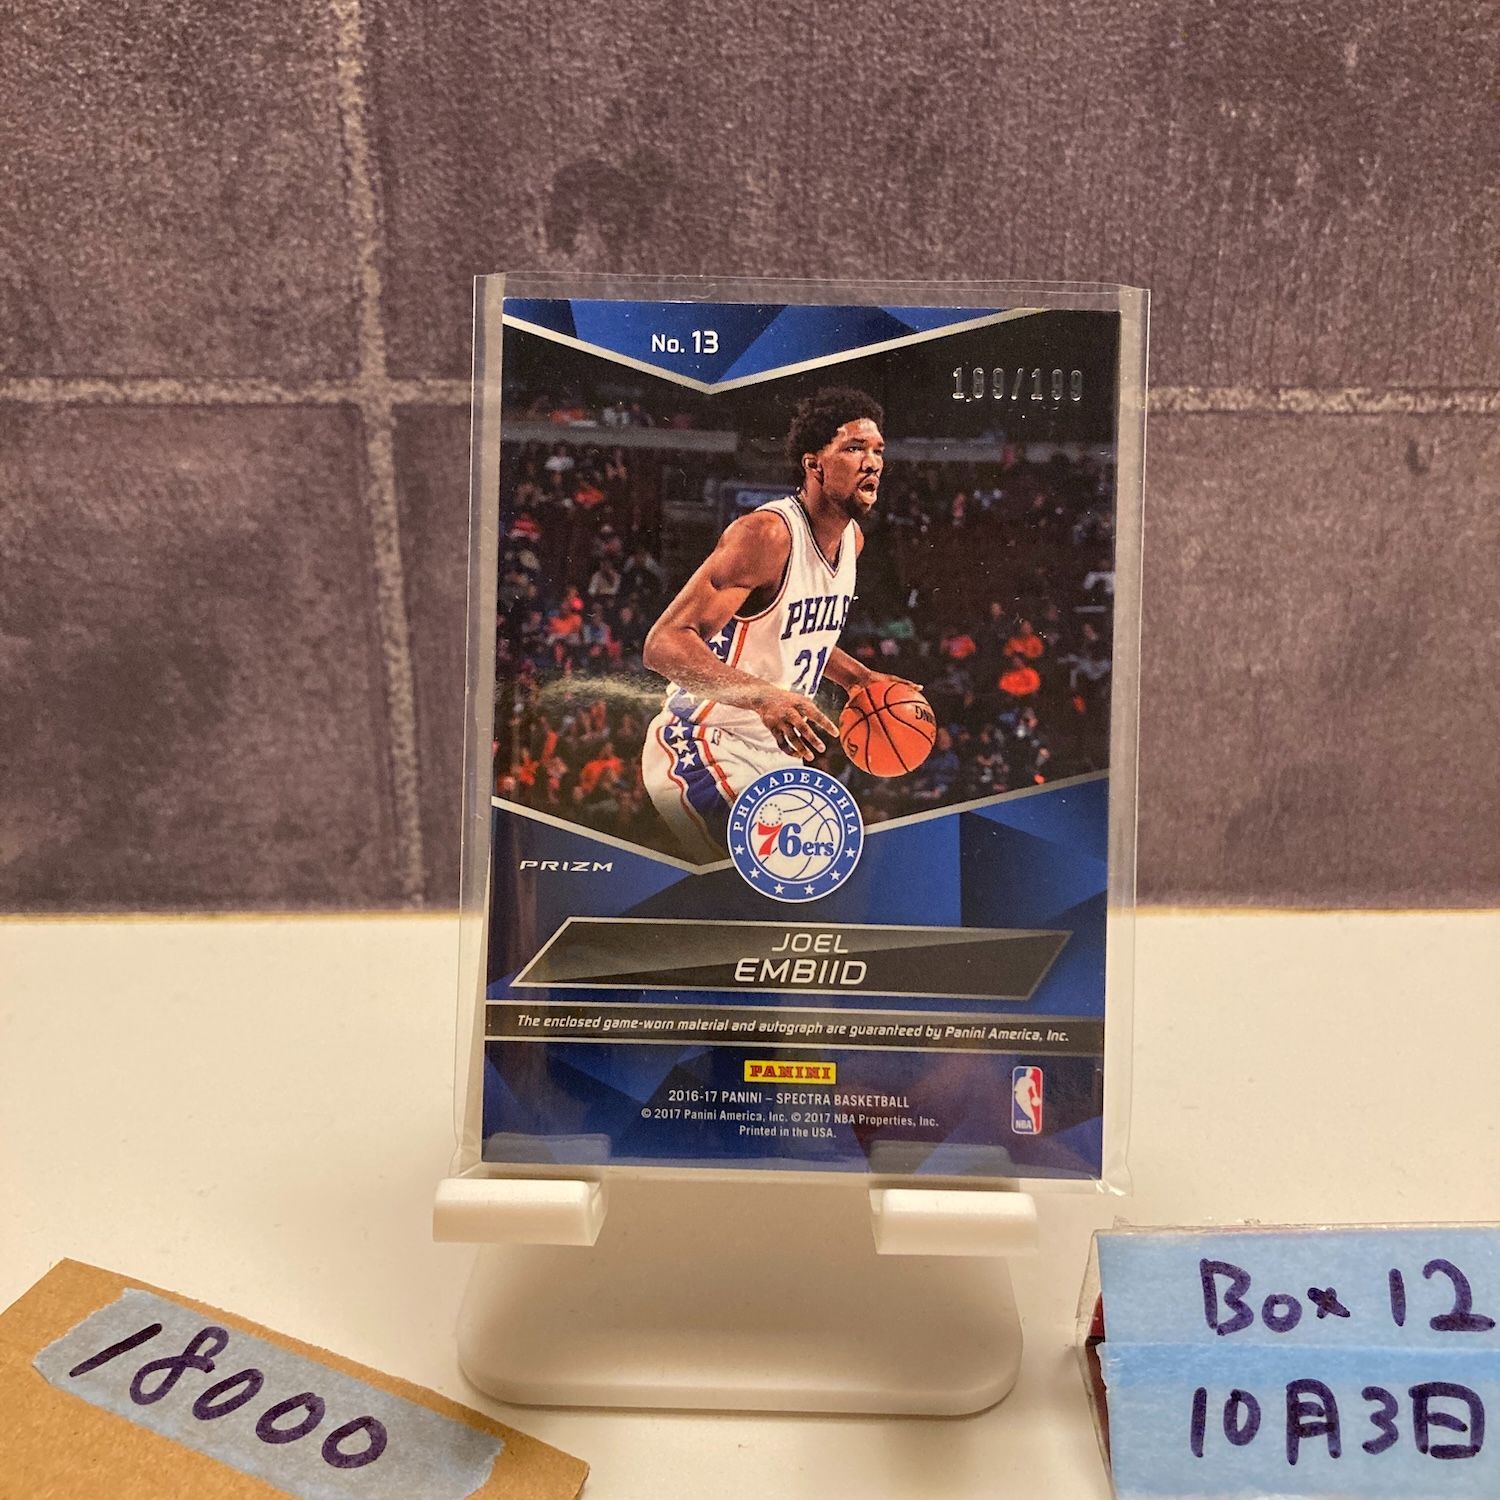 No. 13
169/199
PHILA
21
PHILADELPHIA
76ers
PRIZM
JOEL
EMBIID
The enclosed game-worn material and autograph are guaranteed by Panini America, Inc.
PANINI
2016-17 PANINI – SPECTRA BASKETBALL
© 2017 Panini America, Inc. © 2017 NBA Properties, Inc.
Printed in the USA.
NBA
18000
Box 12
10月3日